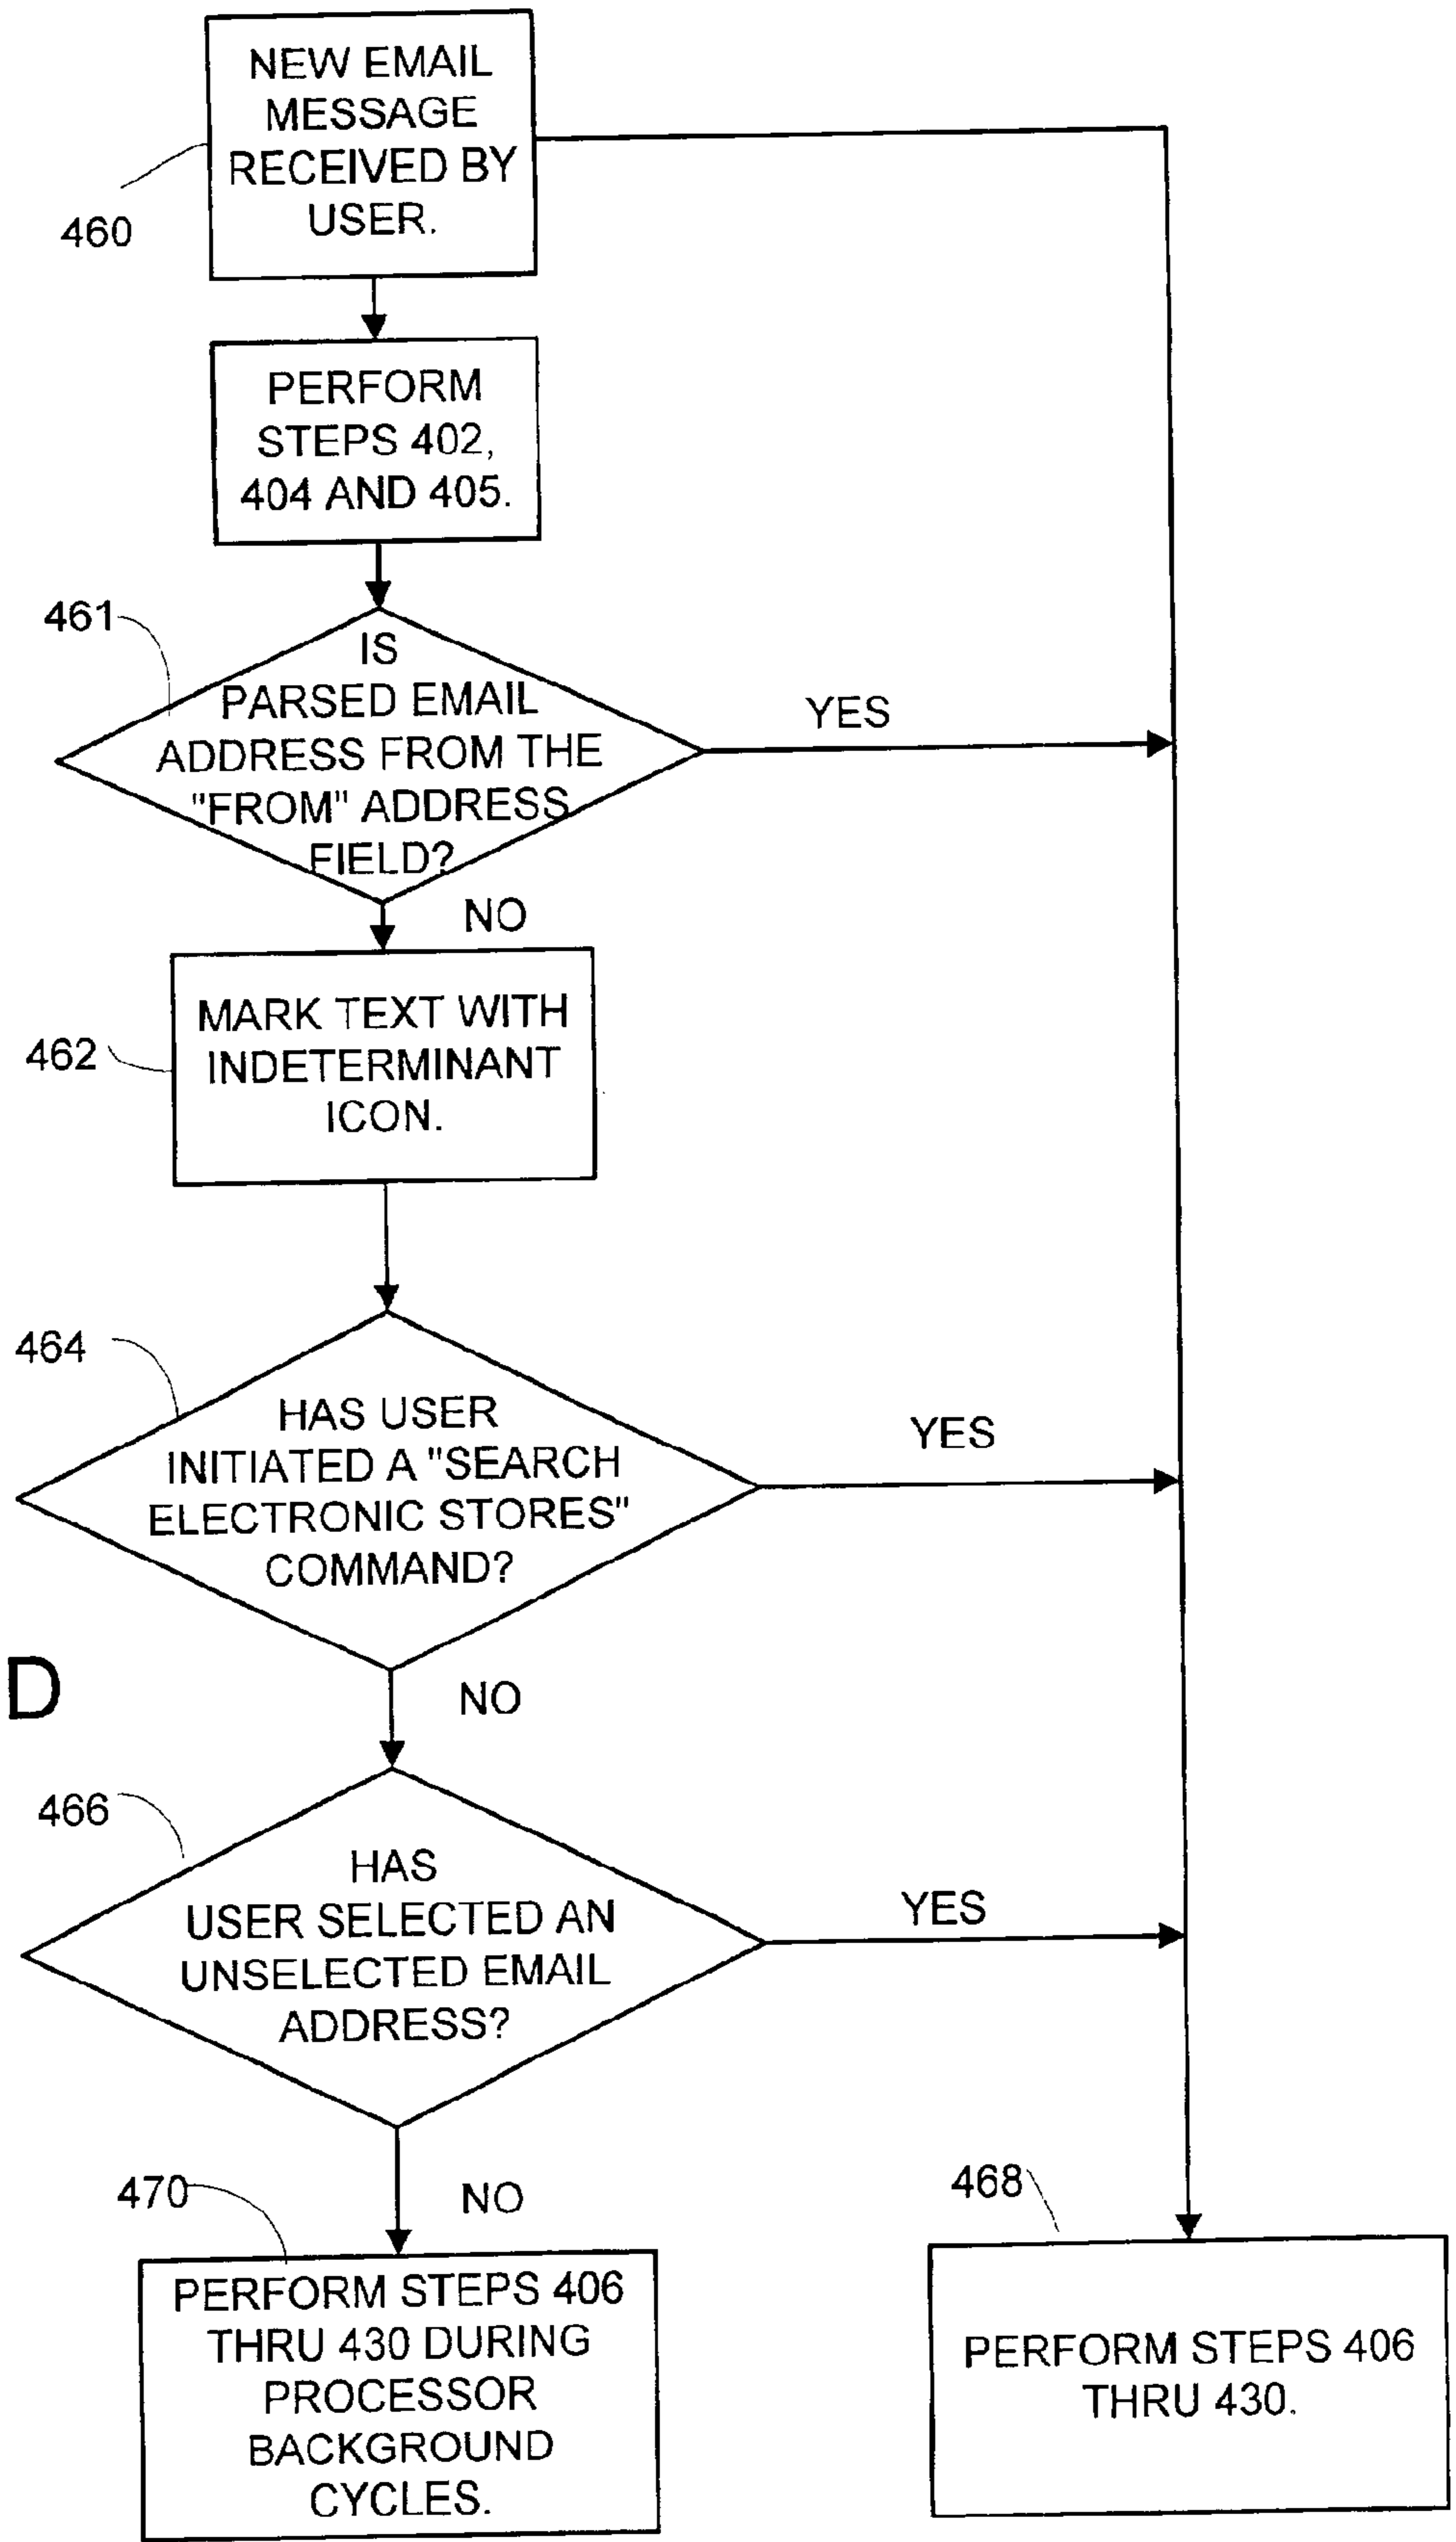 NEW EMAIL
MESSAGE
RECEIVED BY
USER.
460
PERFORM
STEPS 402,
404 AND 405.
461
IS
PARSED EMAIL
ADDRESS FROM THE
"FROM" ADDRESS
FIELD?
YES
NO
MARK TEXT WITH
INDETERMINANT
ICON.
462
464
HAS USER
INITIATED A "SEARCH
ELECTRONIC STORES"
COMMAND?
YES
D
NO
466
HAS
USER SELECTED AN
UNSELECTED EMAIL
ADDRESS?
YES
470
NO
468
PERFORM STEPS 406
THRU 430 DURING
PROCESSOR
BACKGROUND
CYCLES.
PERFORM STEPS 406
THRU 430.